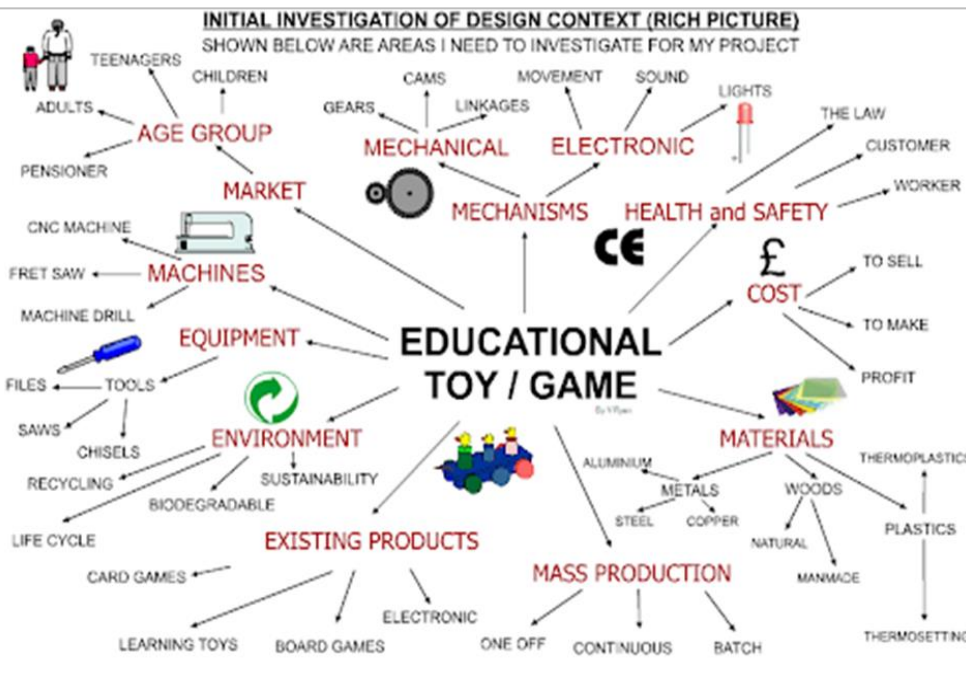 INITIAL INVESTIGATION OF DESIGN CONTEXT (RICH PICTURE)
SHOWN BELOW ARE AREAS I NEED TO INVESTIGATE FOR MY PROJECT
TEENAGERS
CHILDREN
ADULTS
AGE GROUP
PENSIONER
MARKET
CAMS
GEARS
LINKAGES
MECHANICAL
MOVEMENT
SOUND
LIGHTS
ELECTRONIC
MECHANISMS
THE LAW
CUSTOMER
WORKER
HEALTH and SAFETY
CE
CNC MACHINE
FRET SAW
MACHINES
MACHINE DRILL
£
COST
TO SELL
TO MAKE
PROFIT
EQUIPMENT
FILES
TOOLS
SAWS
CHISELS
EDUCATIONAL
TOY / GAME
By V.Ryan
ENVIRONMENT
RECYCLING
SUSTAINABILITY
BIODEGRADABLE
LIFE CYCLE
MATERIALS
ALUMINIUM
METALS
STEEL
COPPER
WOODS
NATURAL
MANMADE
THERMOPLASTICS
PLASTICS
THERMOSETTING
EXISTING PRODUCTS
CARD GAMES
LEARNING TOYS
BOARD GAMES
ELECTRONIC
MASS PRODUCTION
ONE OFF
CONTINUOUS
BATCH